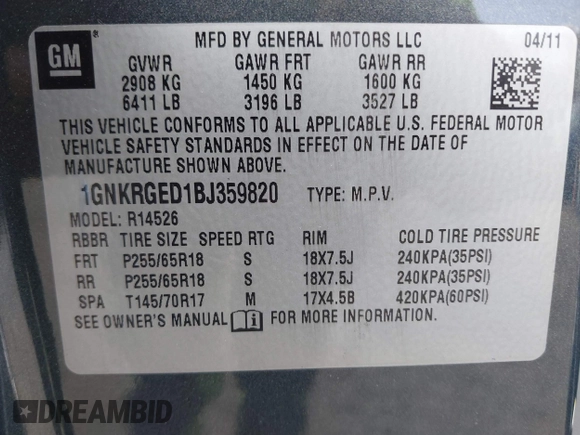 GM
MFD BY GENERAL MOTORS LLC 04/11
GVWR GAWR FRT GAWR RR
2908 KG 1450 KG 1600 KG
6411 LB 3196 LB 3527 LB
THIS VEHICLE CONFORMS TO ALL APPLICABLE U.S. FEDERAL MOTOR
VEHICLE SAFETY STANDARDS IN EFFECT ON THE DATE OF
MANUFACTURE SHOWN ABOVE.
1GNKRGED1BJ359820 TYPE: M.P.V.
MODEL: R14526
RBBR TIRE SIZE SPEED RTG RIM COLD TIRE PRESSURE
FRT P255/65R18 S 18X7.5J 240KPA(35PSI)
RR P255/65R18 S 18X7.5J 240KPA(35PSI)
SPA T145/70R17 M 17X4.5B 420KPA(60PSI)
SEE OWNER'S MANUAL FOR MORE INFORMATION.
DREAMBID